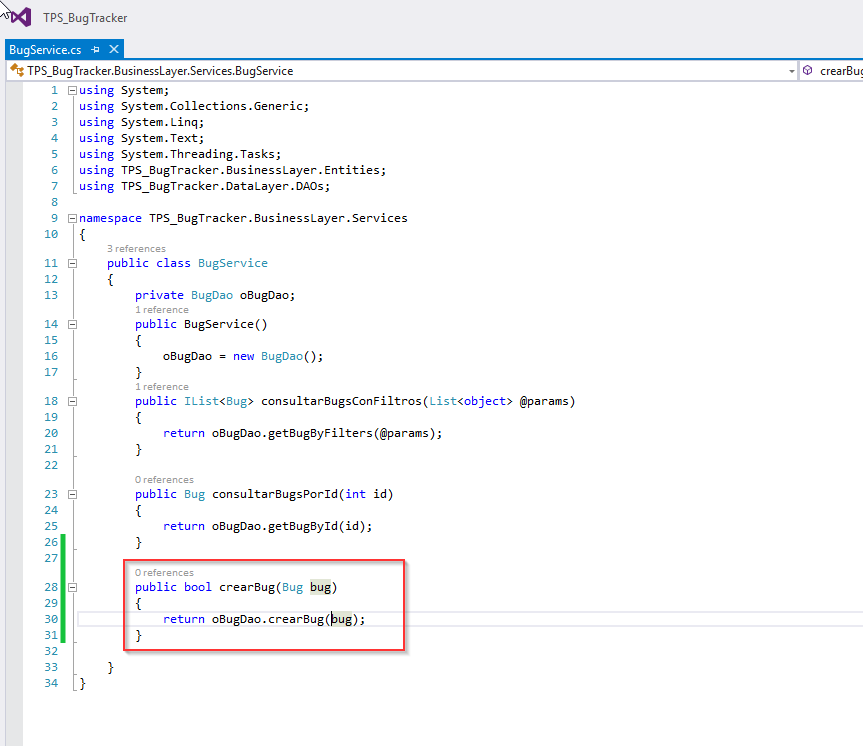 TPS_BugTracker
BugService.cs
TPS_BugTracker.BusinessLayer.Services.BugService crearBug
1 using System;
2 using System.Collections.Generic;
3 using System.Linq;
4 using System.Text;
5 using System.Threading.Tasks;
6 using TPS_BugTracker.BusinessLayer.Entities;
7 using TPS_BugTracker.DataLayer.DAOs;
8
9 namespace TPS_BugTracker.BusinessLayer.Services
10 {
3 references
11 public class BugService
12 {
13 private BugDao oBugDao;
1 reference
14 public BugService()
15 {
16 oBugDao = new BugDao();
17 }
1 reference
18 public IList<Bug> consultarBugsConFiltros(List<object> @params)
19 {
20 return oBugDao.getBugByFilters(@params);
21 }
22
0 references
23 public Bug consultarBugsPorId(int id)
24 {
25 return oBugDao.getBugById(id);
26 }
27
0 references
28 public bool crearBug(Bug bug)
29 {
30 return oBugDao.crearBug(bug);
31 }
32
33 }
34 }